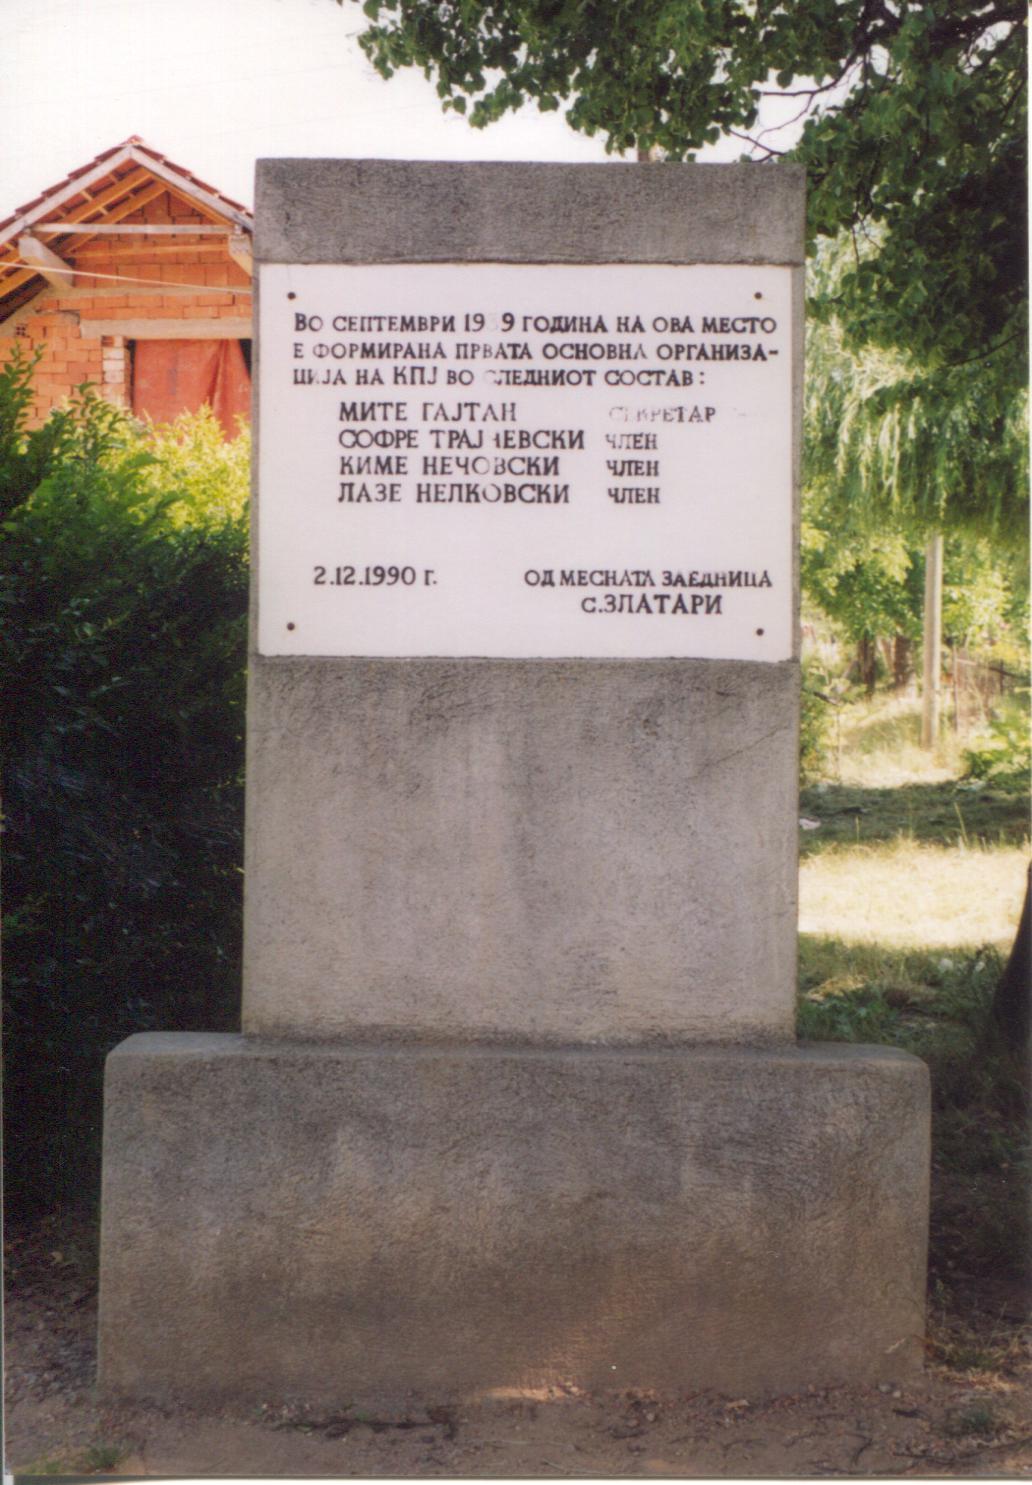 ВО СЕПТЕМВРИ 1939 ГОДИНА НА ОВА МЕСТО
Е ФОРМИРАНА ПРВАТА ОСНОВНА ОРГАНИЗА-
ЦИЈА НА КПЈ ВО СЛЕДНИОТ СОСТАВ:
МИТЕ ГАЈТАН СЕКРЕТАР
СОФРЕ ТРАЈЧЕВСКИ ЧЛЕН
КИМЕ НЕЧОВСКИ ЧЛЕН
ЛАЗЕ НЕЛКОВСКИ ЧЛЕН
2.12.1990 Г. ОД МЕСНАТА ЗАЕДНИЦА
С.ЗЛАТАРИ